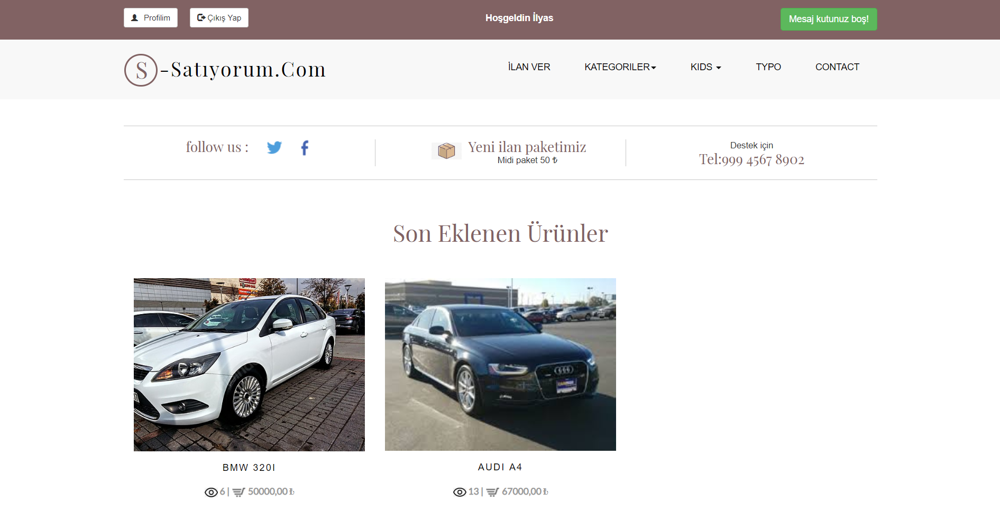 Profilim
Çıkış Yap
Hoşgeldin İlyas
Mesaj kutunuz boş!
S -Satıyorum.Com
İLAN VER
KATEGORILER
KIDS
TYPO
CONTACT
follow us :
Yeni ilan paketimiz
Midi paket 50 ₺
Destek için
Tel:999 4567 8902
Son Eklenen Ürünler
BMW 320I
6 | 50000,00 ₺
AUDI A4
13 | 67000,00 ₺